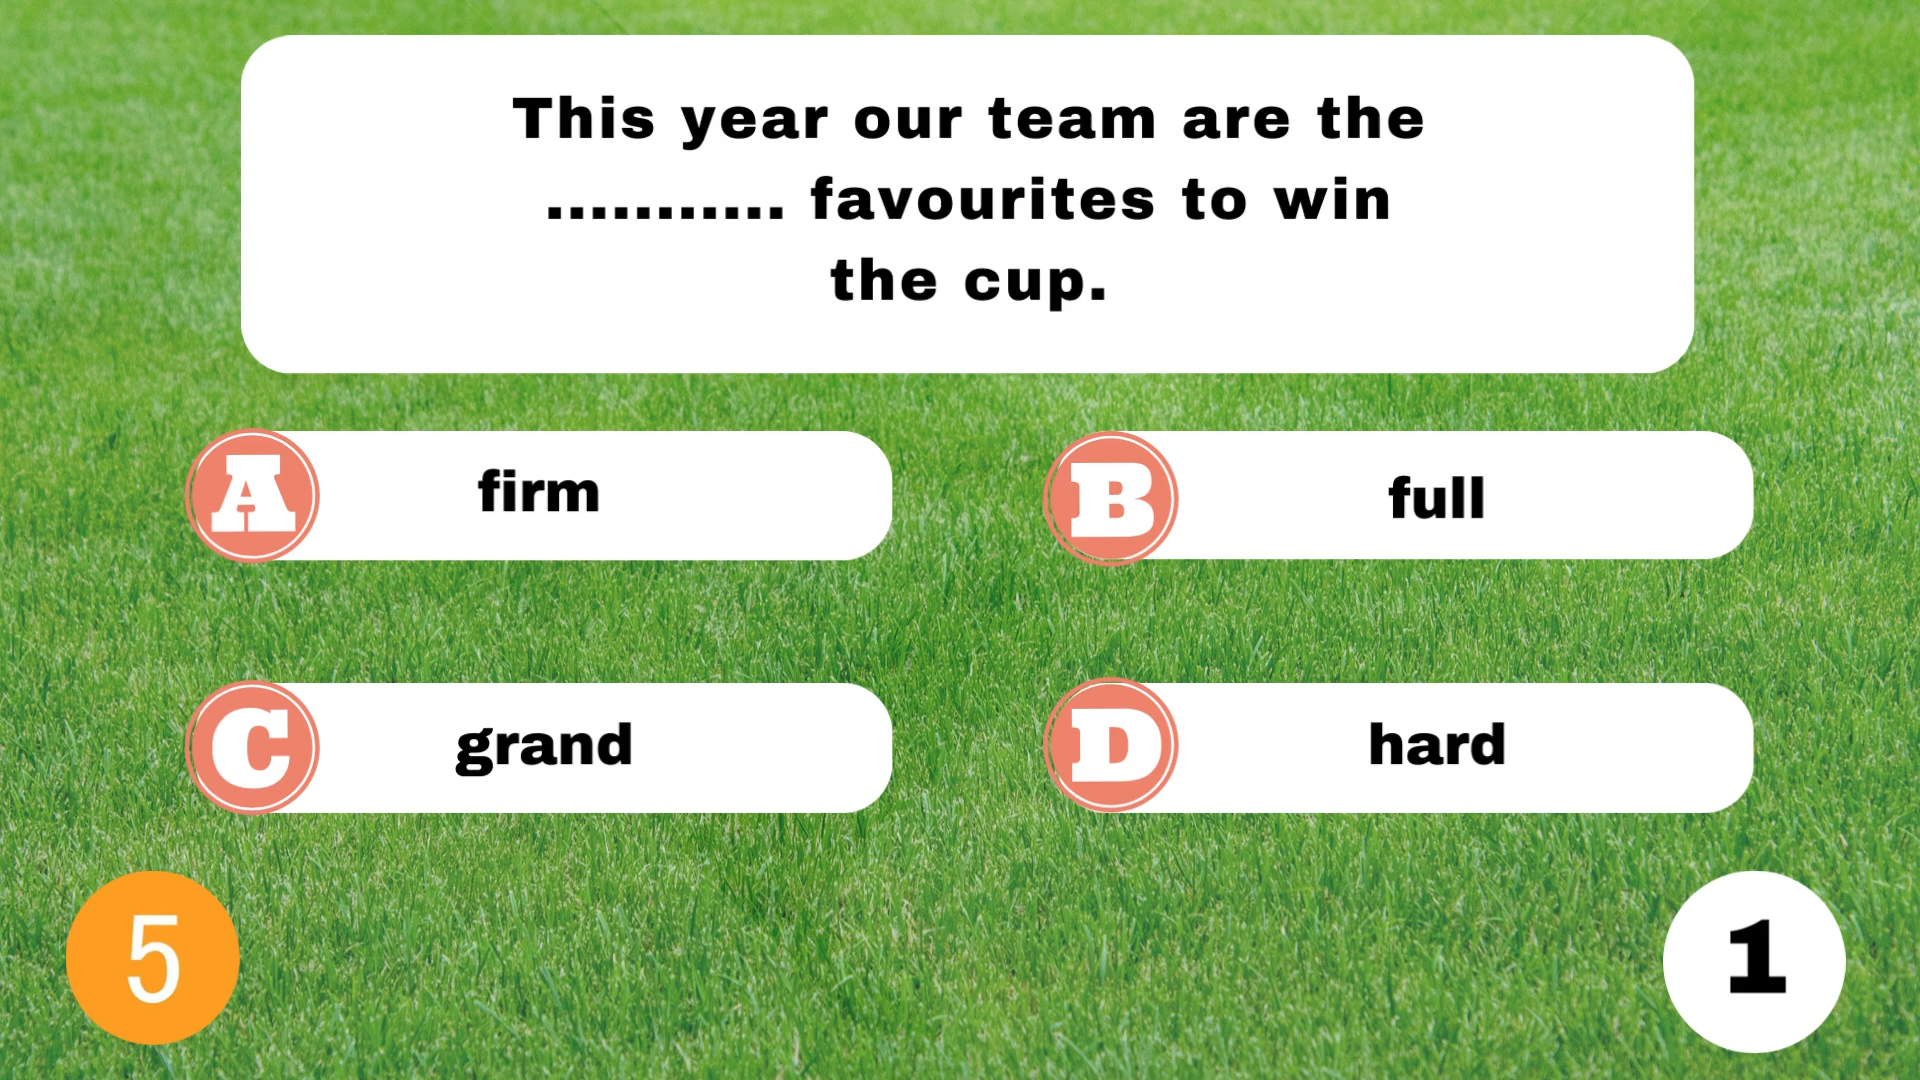 This year our team are the
........... favourites to win
the cup.
A firm
B full
C grand
D hard
5
1